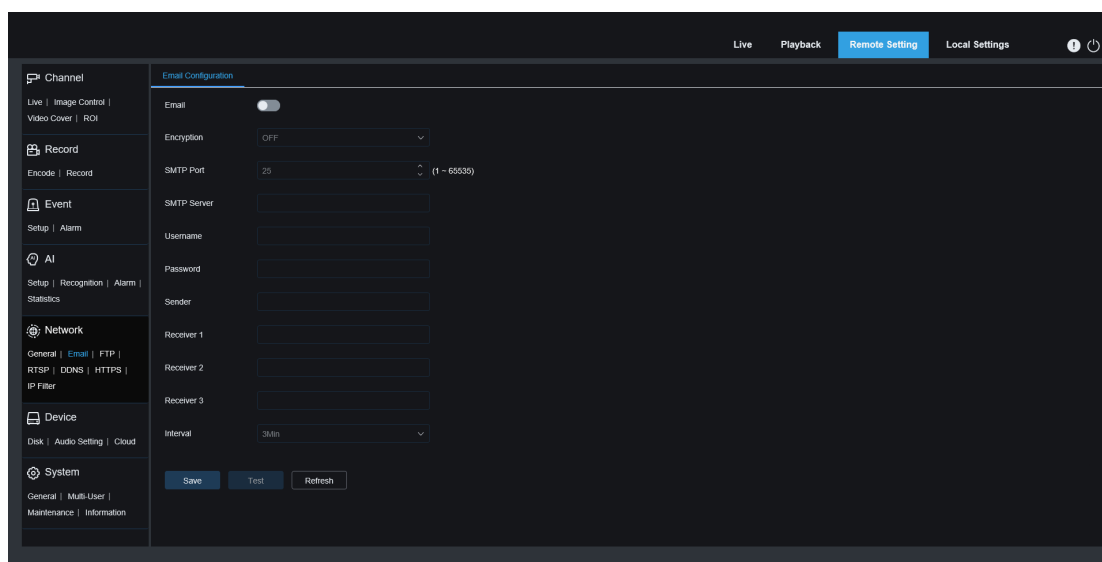 Live Playback Remote Setting Local Settings
Channel
Live | Image Control |
Video Cover | ROI
Record
Encode | Record
Event
Setup | Alarm
AI
Setup | Recognition | Alarm |
Statistics
Network
General | Email | FTP |
RTSP | DDNS | HTTPS |
IP Filter
Device
Disk | Audio Setting | Cloud
System
General | Multi-User |
Maintenance | Information
Email Configuration
Email
Encryption OFF
SMTP Port 25 (1 ~ 65535)
SMTP Server
Username
Password
Sender
Receiver 1
Receiver 2
Receiver 3
Interval 3Min
Save Test Refresh